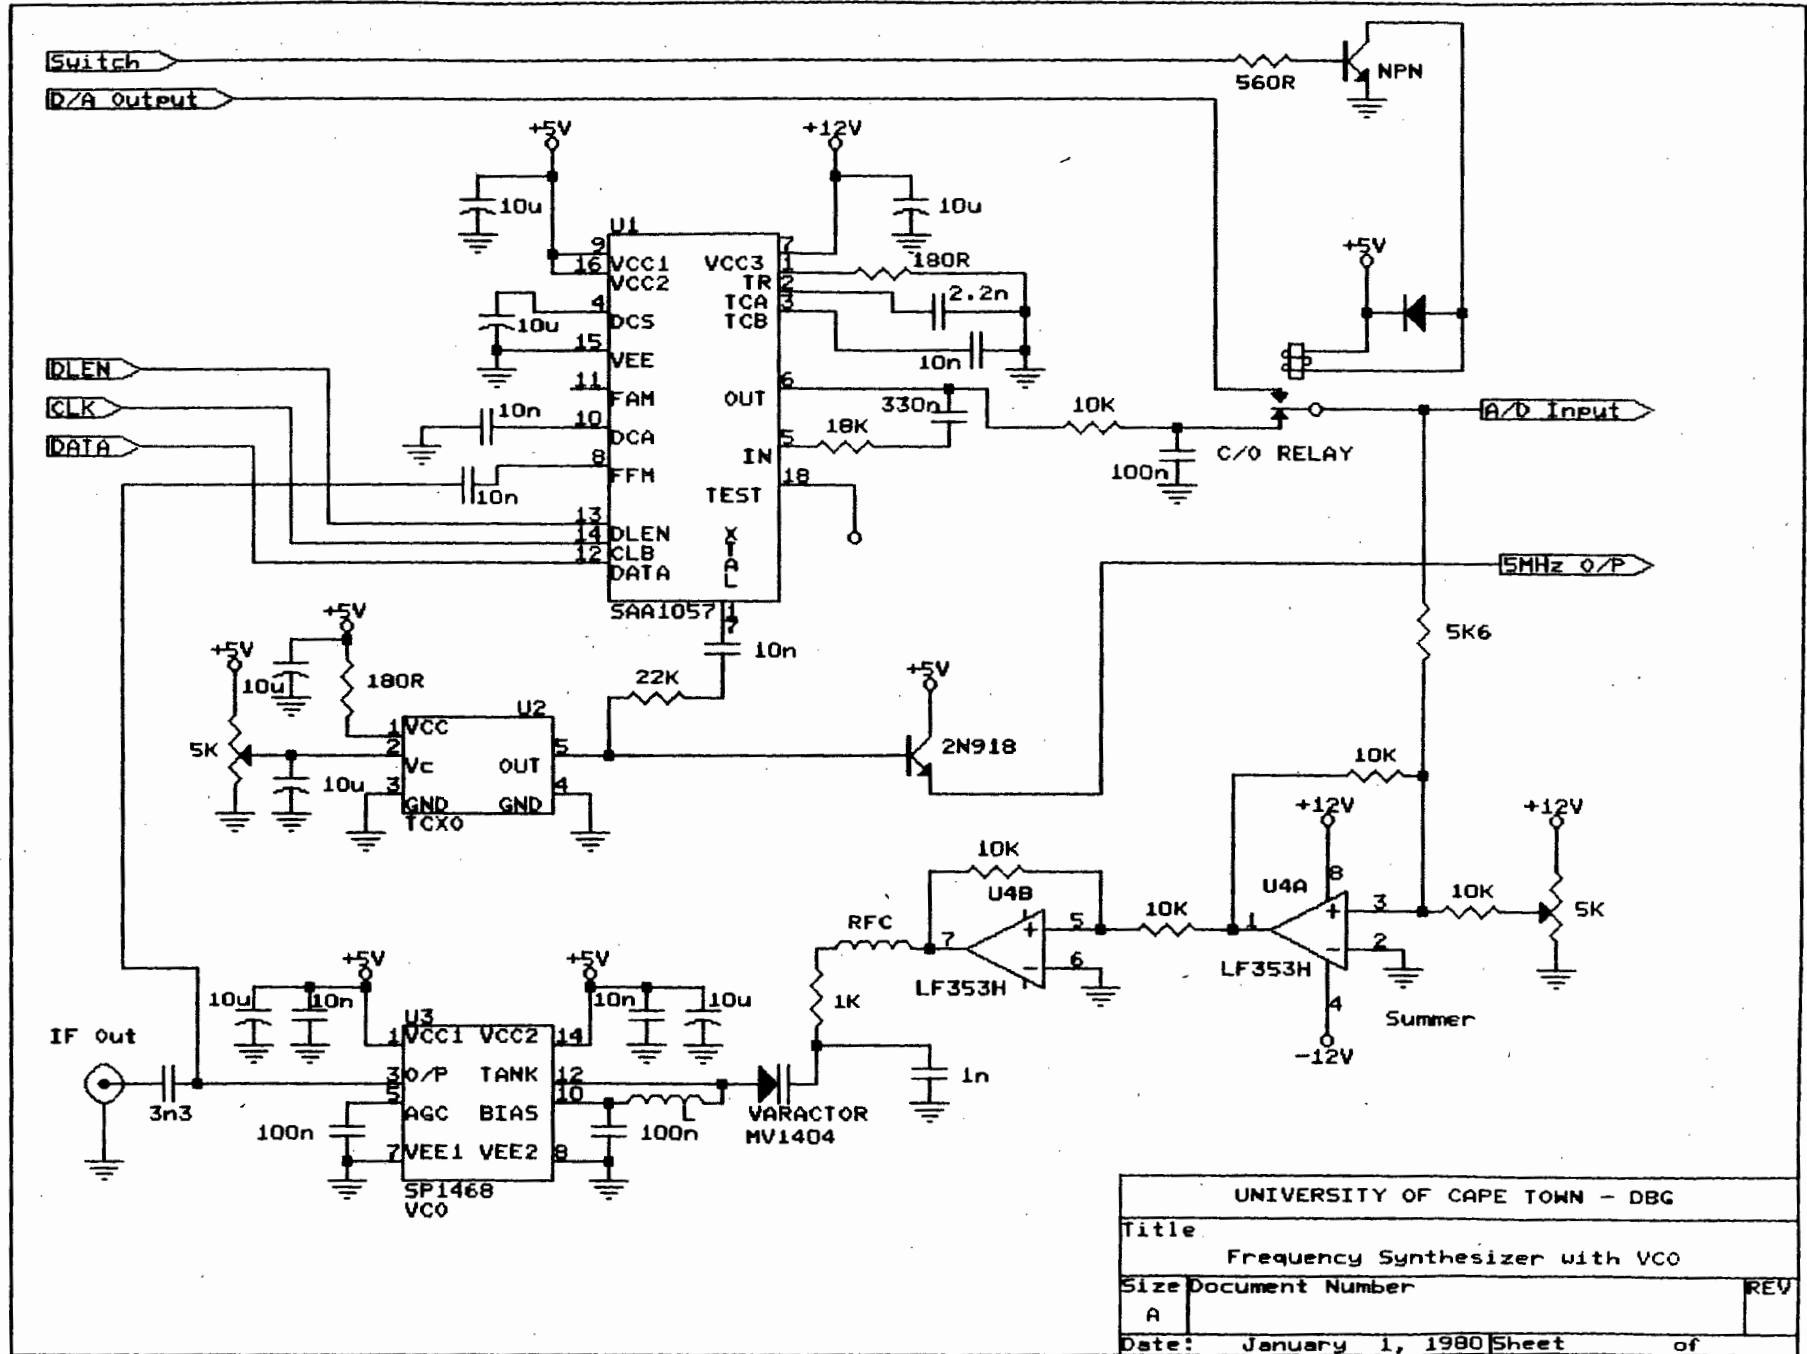 Switch
560R
NPN
D/A Output
+5V
+12V
10u
10u
U1
+5V
9
VCC1
16
VCC2
4
DCS
10u
15
VEE
11
FAM
10n
10
DCA
8
FFM
10n
13
DLEN
14
CLB
12
DATA
7
VCC3
1
TR
180R
2
TCA
2.2n
3
TCB
10n
6
OUT
330n
5
IN
18K
18
TEST
XTAL
SAA1057
17
10n
DLEN
CLK
DATA
10K
100n
C/O RELAY
A/D Input
5MHz O/P
5K6
+5V
+5V
10u
180R
22K
U2
+5V
5K
1
VCC
2
Vc
3
GND
OUT
5
GND
4
10u
TCXO
2N918
10K
+12V
+12V
10K
U4B
U4A
8
3
10K
5K
RFC
7
5
10K
1
2
6
LF353H
LF353H
4
Summer
-12V
1K
+5V
+5V
10u
10n
10n
10u
U3
1
VCC1
VCC2
14
IF Out
3
O/P
TANK
12
5
AGC
BIAS
10
3n3
100n
L
100n
VARACTOR
MV1404
1n
7
VEE1
VEE2
8
SP1468
VCO
UNIVERSITY OF CAPE TOWN - DBG
Title
Frequency Synthesizer with VCO
Size
Document Number
REV
A
Date: January 1, 1980
Sheet of